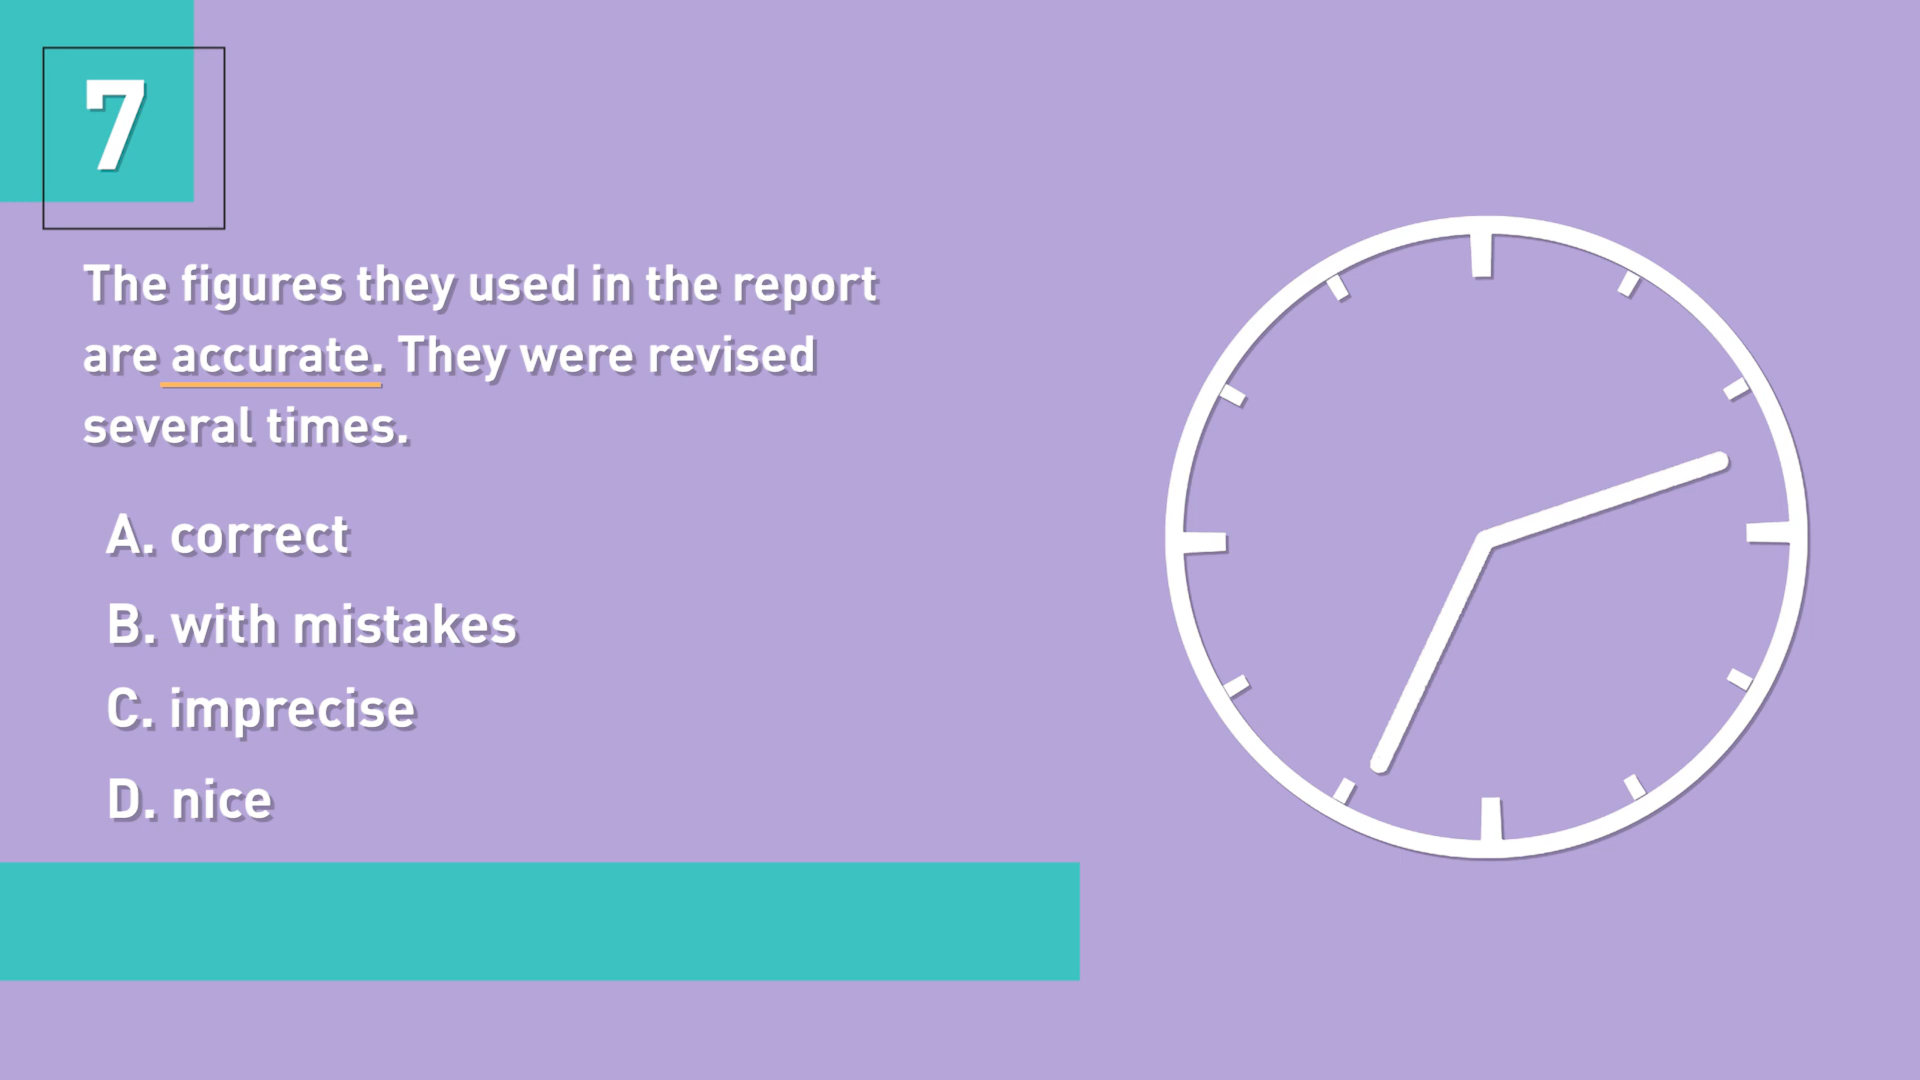 7
The figures they used in the report
are accurate. They were revised
several times.
A. correct
B. with mistakes
C. imprecise
D. nice